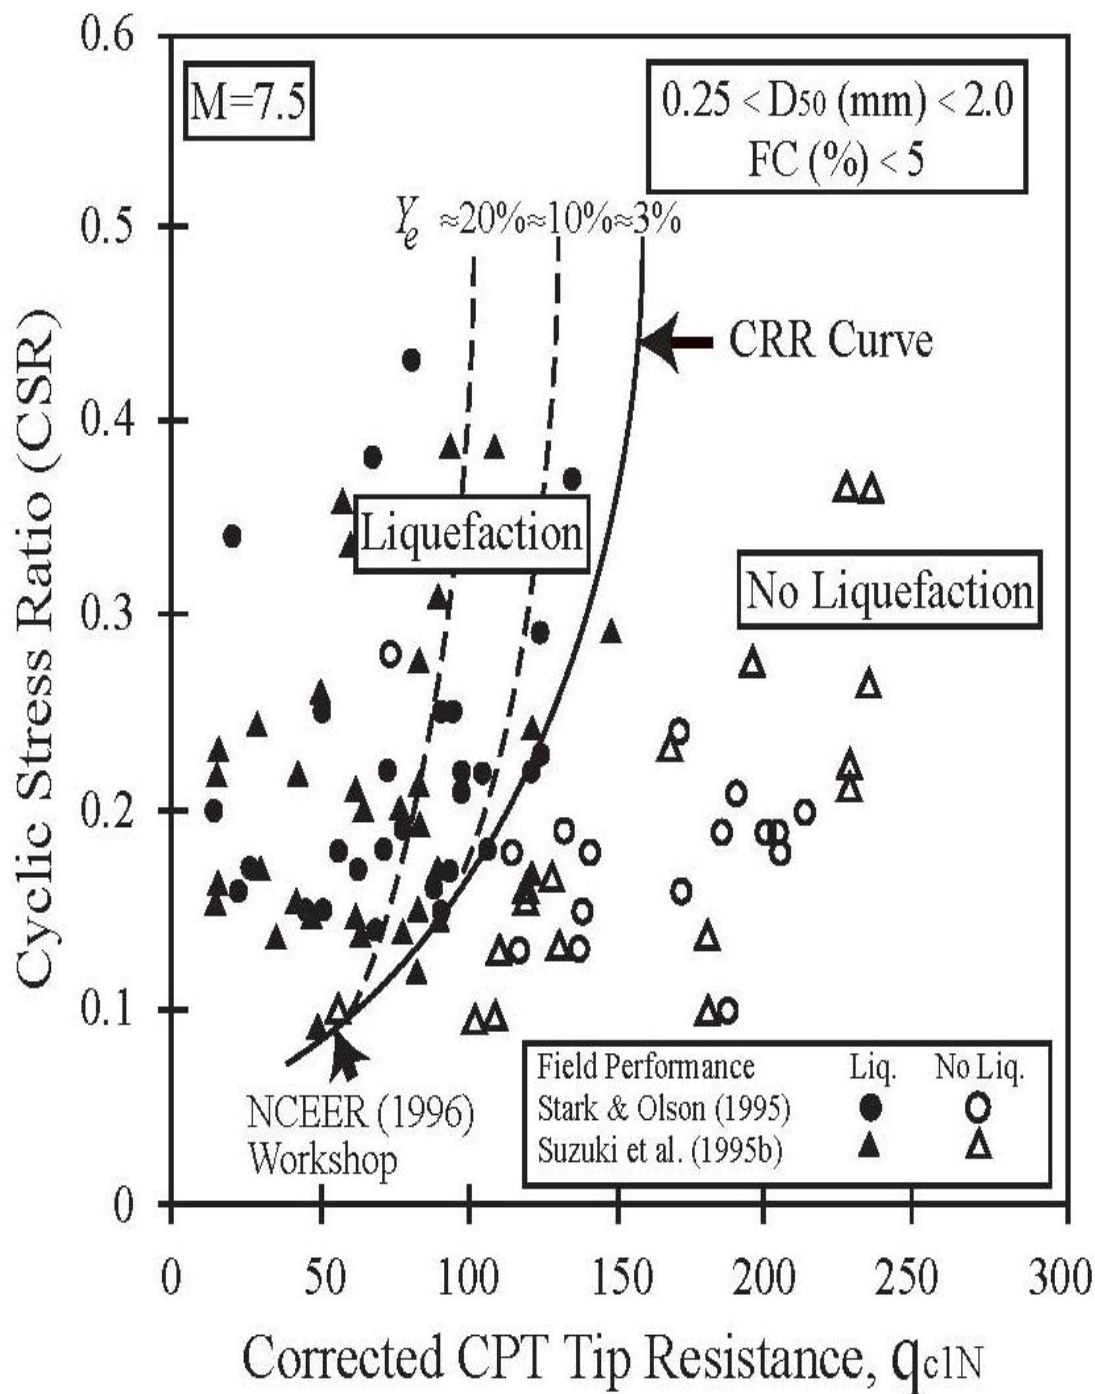 0.6
M=7.5
0.25 < D50 (mm) < 2.0
FC (%) < 5
0.5
Ye ≈20%≈10%≈3%
CRR Curve
0.4
Liquefaction
No Liquefaction
0.3
Cyclic Stress Ratio (CSR)
0.2
0.1
NCEER (1996)
Workshop
Field Performance Liq. No Liq.
Stark & Olson (1995)
Suzuki et al. (1995b)
0
0 50 100 150 200 250 300
Corrected CPT Tip Resistance, qc1N